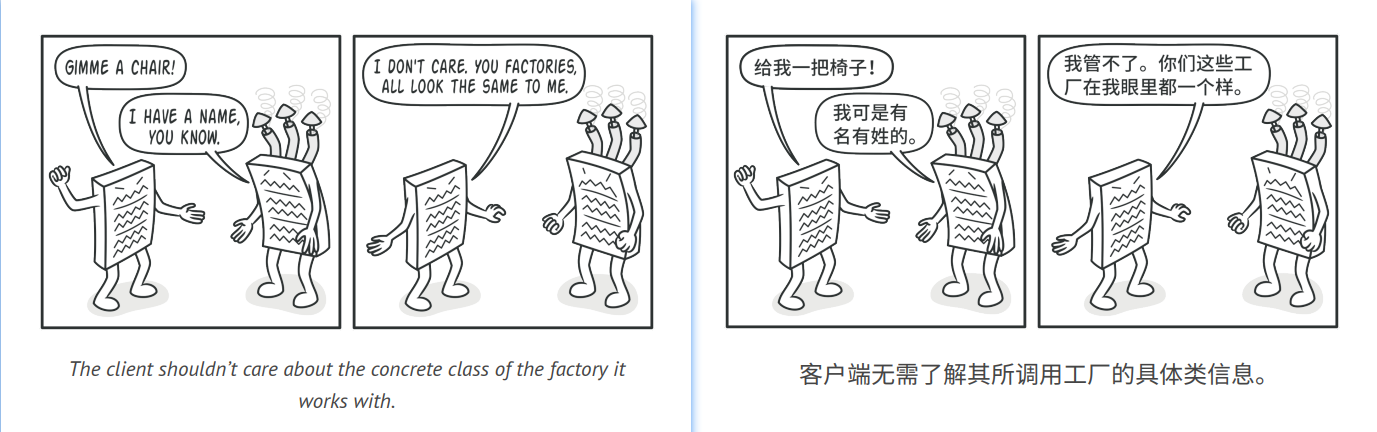 GIMME A CHAIR!
I HAVE A NAME,
YOU KNOW.
I DON'T CARE. YOU FACTORIES,
ALL LOOK THE SAME TO ME.
The client shouldn’t care about the concrete class of the factory it
works with.
给我一把椅子！
我可是有
名有姓的。
我管不了。你们这些工
厂在我眼里都一个样。
客户端无需了解其所调用工厂的具体类信息。